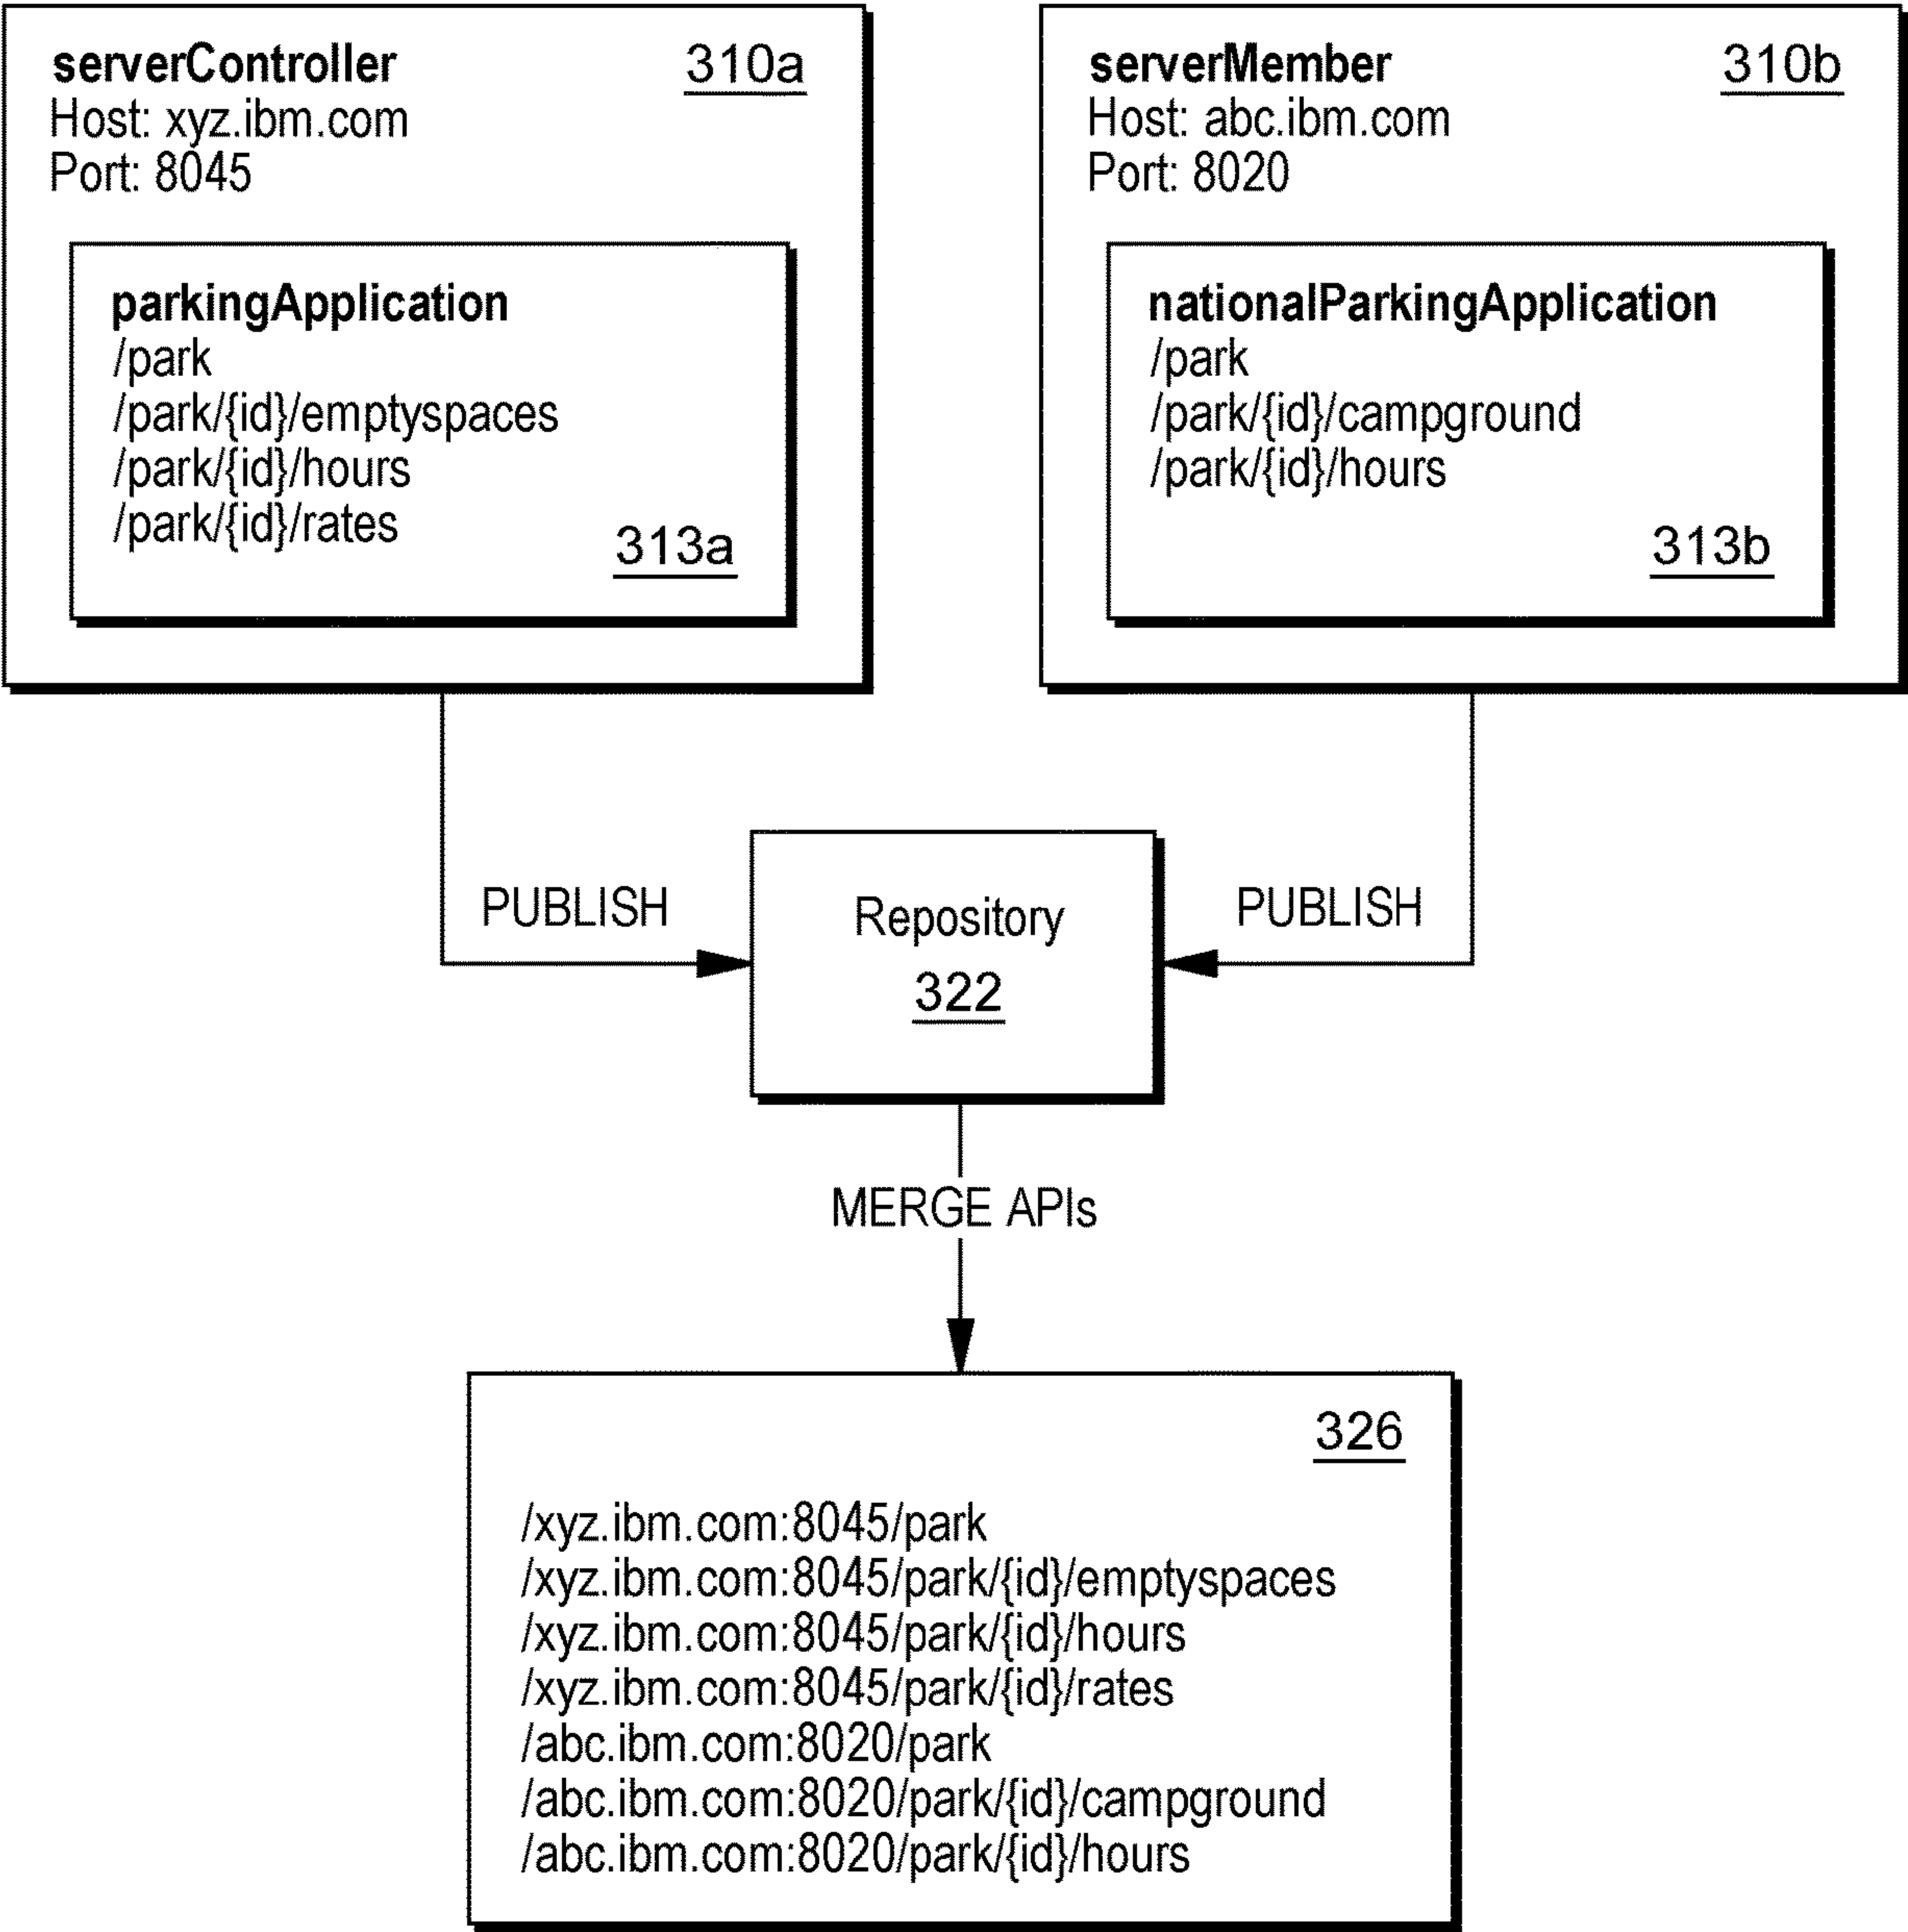 serverController 310a
Host: xyz.ibm.com
Port: 8045
parkingApplication
/park
/park/{id}/emptyspaces
/park/{id}/hours
/park/{id}/rates
313a
serverMember 310b
Host: abc.ibm.com
Port: 8020
nationalParkingApplication
/park
/park/{id}/campground
/park/{id}/hours
313b
PUBLISH
Repository
322
PUBLISH
MERGE APIs
326
/xyz.ibm.com:8045/park
/xyz.ibm.com:8045/park/{id}/emptyspaces
/xyz.ibm.com:8045/park/{id}/hours
/xyz.ibm.com:8045/park/{id}/rates
/abc.ibm.com:8020/park
/abc.ibm.com:8020/park/{id}/campground
/abc.ibm.com:8020/park/{id}/hours